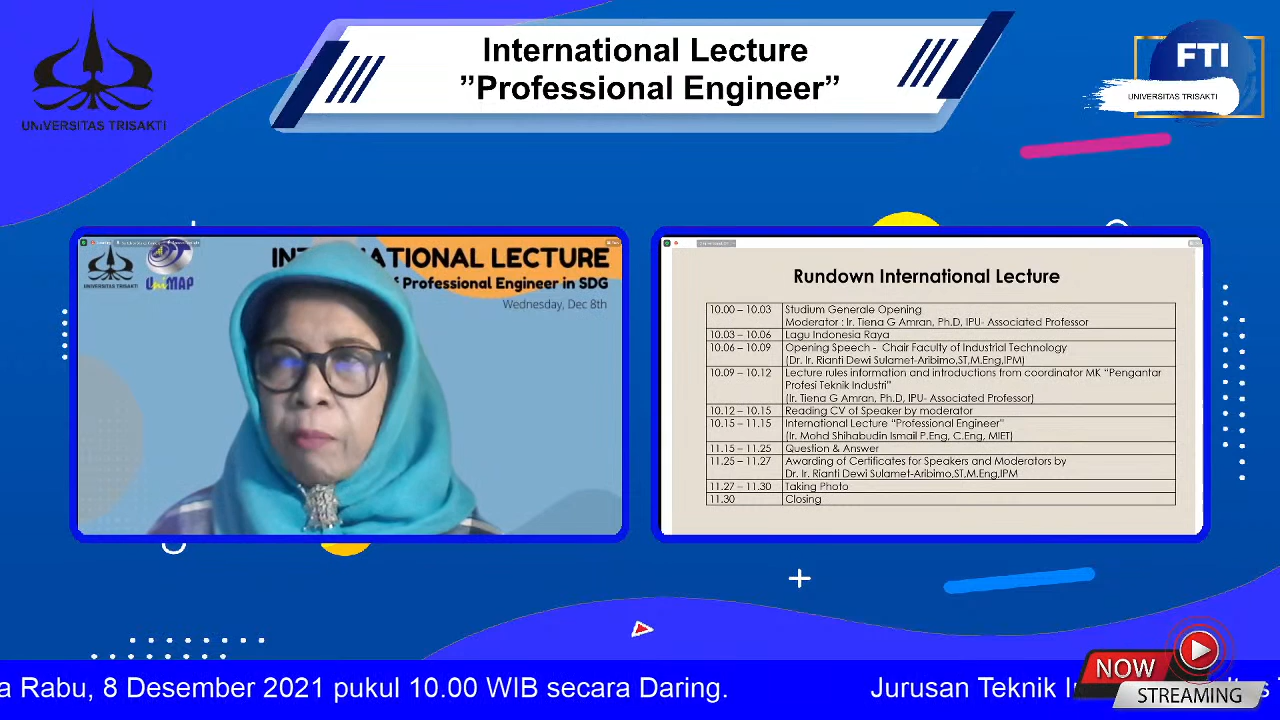 International Lecture
”Professional Engineer”
UNIVERSITAS TRISAKTI
FTI
UNIVERSITAS TRISAKTI
LECTURE
Professional Engineer in SDG
Wednesday, Dec 8th
UNIVERSITAS TRISAKTI
UniMAP
Rundown International Lecture
10.00 – 10.03 Studium Generale Opening
Moderator : Ir. Tiena G Amran, Ph.D, IPU- Associated Professor
10.03 – 10.06 Lagu Indonesia Raya
10.06 – 10.09 Opening Speech - Chair Faculty of Industrial Technology
(Dr. Ir. Rianti Dewi Sulamet-Aribimo,ST,M.Eng,IPM)
10.09 – 10.12 Lecture rules information and introductions from coordinator MK “Pengantar
Profesi Teknik Industri”
(Ir. Tiena G Amran, Ph.D, IPU- Associated Professor)
10.12 – 10.15 Reading CV of Speaker by moderator
10.15 – 11.15 International Lecture “Professional Engineer”
(Ir. Mohd Shihabudin Ismail P.Eng, C.Eng, MIET)
11.15 – 11.25 Question & Answer
11.25 – 11.27 Awarding of Certificates for Speakers and Moderators by
Dr. Ir. Rianti Dewi Sulamet-Aribimo,ST,M.Eng,IPM
11.27 – 11.30 Taking Photo
11.30 Closing
a Rabu, 8 Desember 2021 pukul 10.00 WIB secara Daring.
Jurusan Teknik
NOW
STREAMING